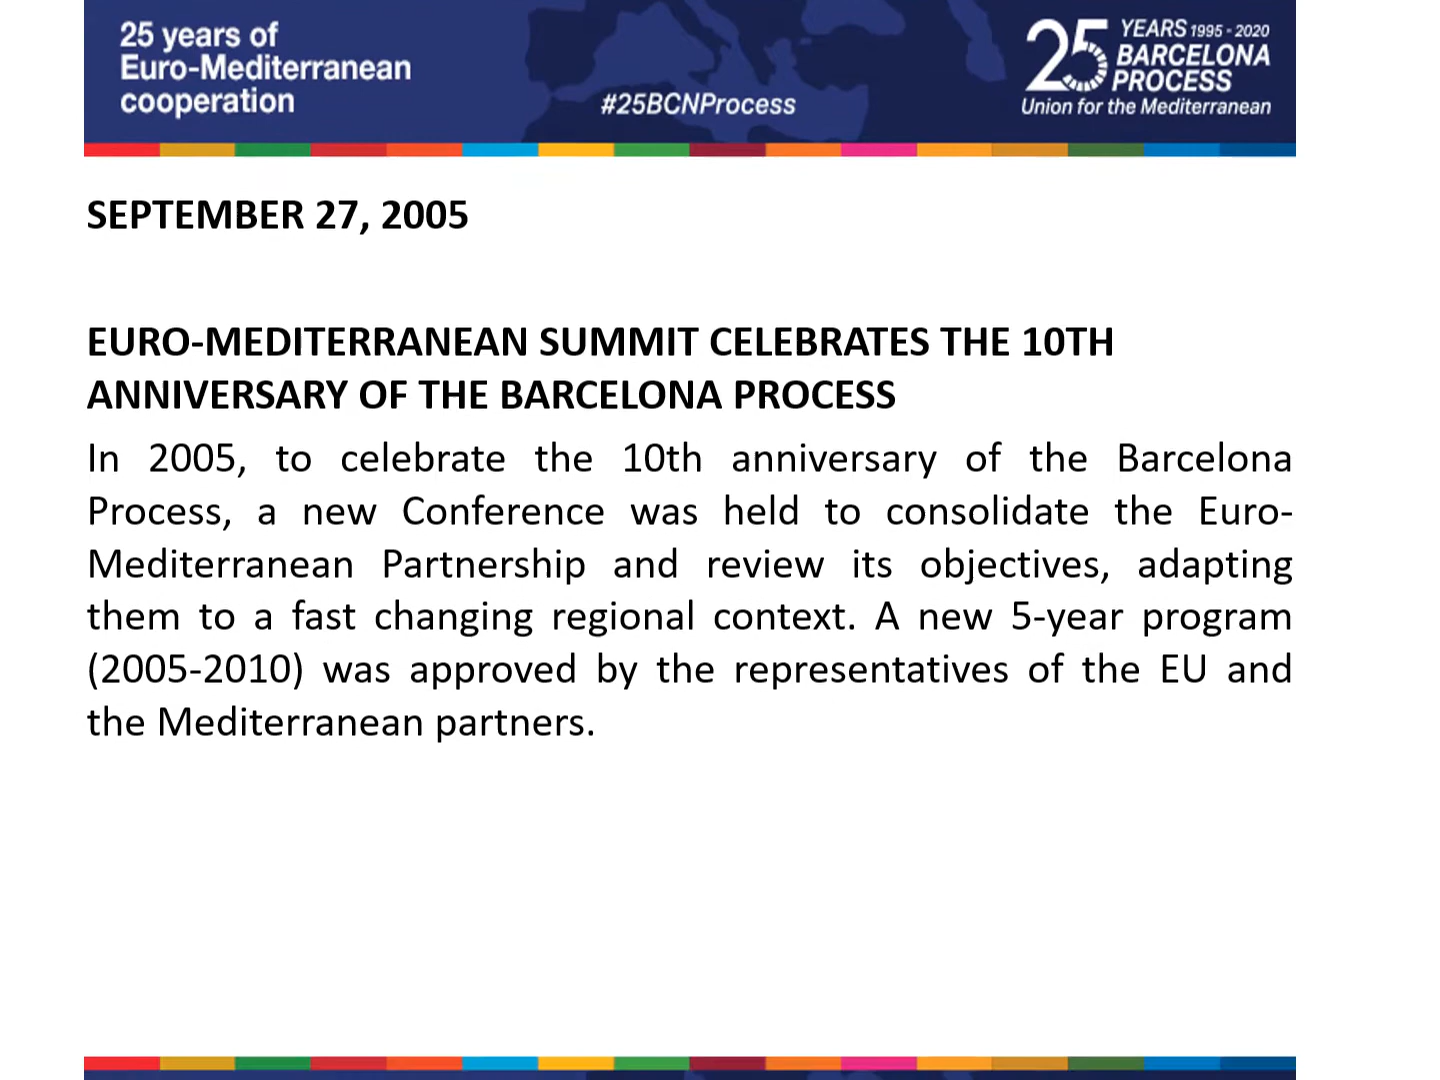 25 years of
Euro-Mediterranean
cooperation
#25BCNProcess
25 YEARS 1995 - 2020
BARCELONA
PROCESS
Union for the Mediterranean
SEPTEMBER 27, 2005
EURO-MEDITERRANEAN SUMMIT CELEBRATES THE 10TH
ANNIVERSARY OF THE BARCELONA PROCESS
In 2005, to celebrate the 10th anniversary of the Barcelona
Process, a new Conference was held to consolidate the Euro-
Mediterranean Partnership and review its objectives, adapting
them to a fast changing regional context. A new 5-year program
(2005-2010) was approved by the representatives of the EU and
the Mediterranean partners.